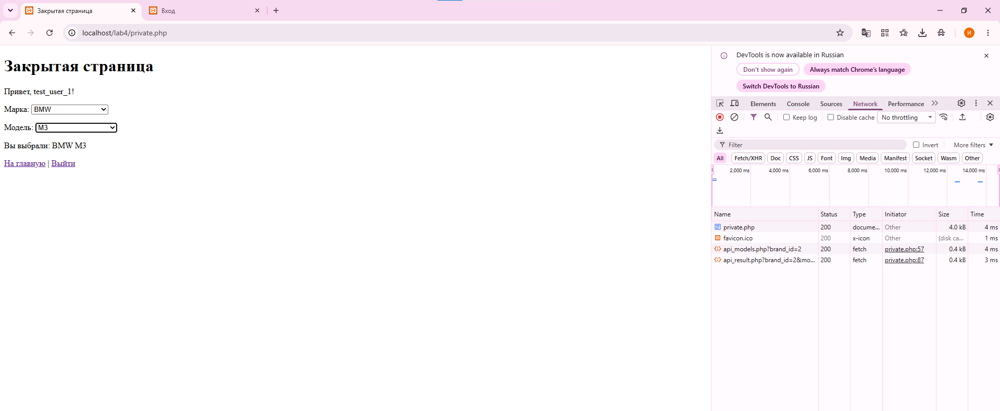 Закрытая страница
Вход
localhost/lab4/private.php
И
Закрытая страница
Привет, test_user_1!
Марка: BMW
Модель: M3
Вы выбрали: BMW M3
На главную | Выйти
DevTools is now available in Russian
Don't show again
Always match Chrome's language
Switch DevTools to Russian
Elements Console Sources Network Performance
Keep log Disable cache No throttling
Filter Invert More filters
All Fetch/XHR Doc CSS JS Font Img Media Manifest Socket Wasm Other
2,000 ms 4,000 ms 6,000 ms 8,000 ms 10,000 ms 12,000 ms 14,000 ms
Name Status Type Initiator Size Time
private.php 200 docume... Other 4.0 kB 4 ms
favicon.ico 200 x-icon Other (disk ca... 1 ms
api_models.php?brand_id=2 200 fetch private.php:57 0.4 kB 4 ms
api_result.php?brand_id=2&mo... 200 fetch private.php:87 0.4 kB 3 ms